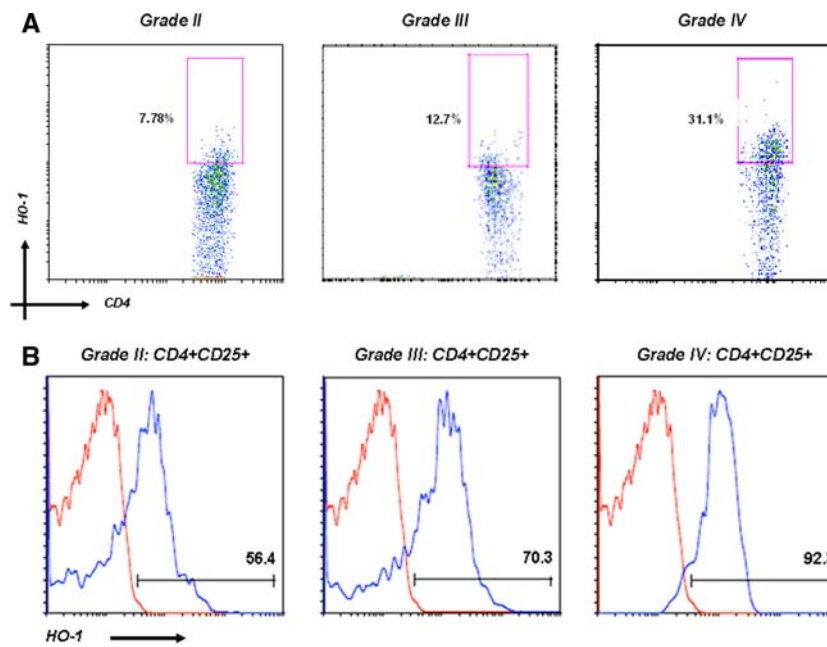 A
Grade II
Grade III
Grade IV
7.78%
12.7%
31.1%
HO-1
CD4
B
Grade II: CD4+CD25+
Grade III: CD4+CD25+
Grade IV: CD4+CD25+
56.4
70.3
HO-1